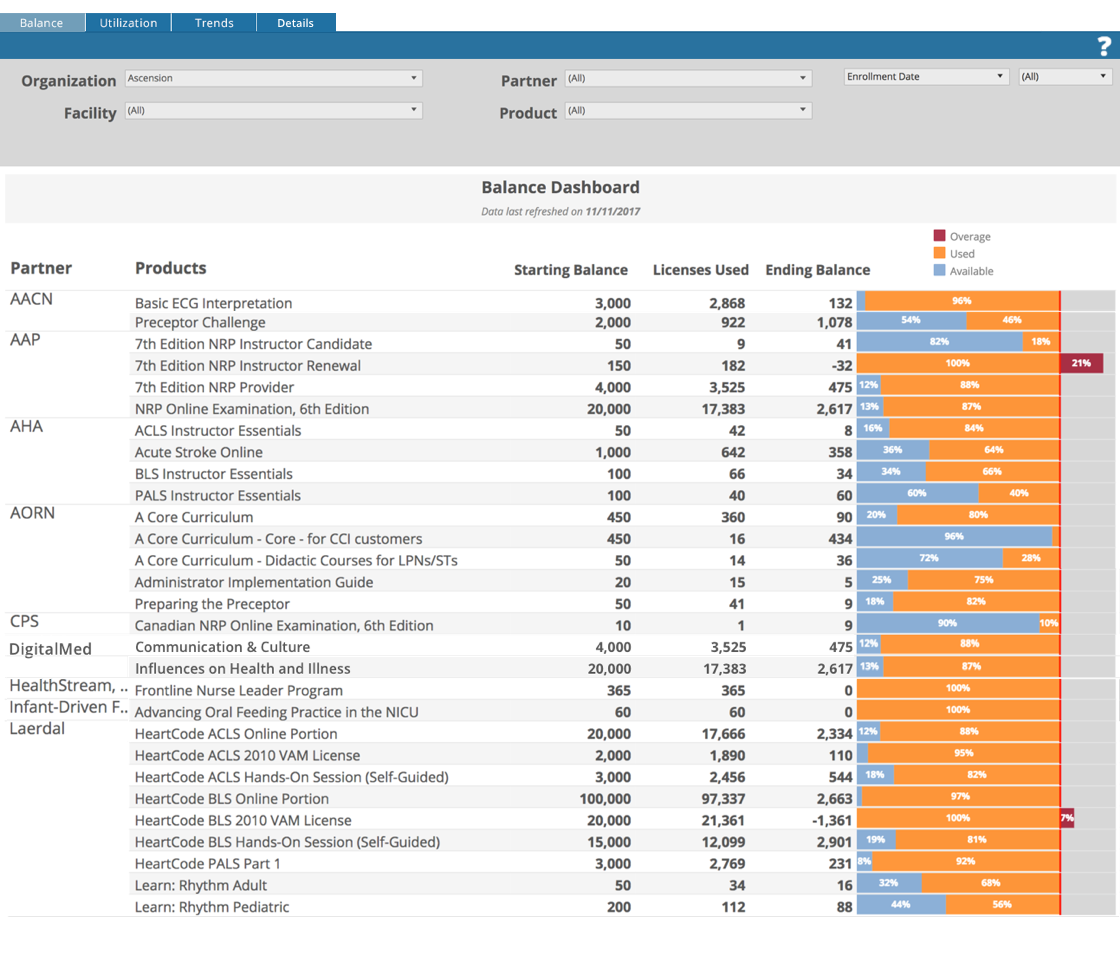 Balance Utilization Trends Details
?
Organization Ascension Partner (All) Enrollment Date (All)
Facility (All) Product (All)
Balance Dashboard
Data last refreshed on 11/11/2017
Overage
Used
Available
Partner Products Starting Balance Licenses Used Ending Balance
AACN Basic ECG Interpretation 3,000 2,868 132 96%
Preceptor Challenge 2,000 922 1,078 54% 46%
AAP 7th Edition NRP Instructor Candidate 50 9 41 82% 18%
7th Edition NRP Instructor Renewal 150 182 -32 100% 21%
7th Edition NRP Provider 4,000 3,525 475 12% 88%
NRP Online Examination, 6th Edition 20,000 17,383 2,617 13% 87%
AHA ACLS Instructor Essentials 50 42 8 16% 84%
Acute Stroke Online 1,000 642 358 36% 64%
BLS Instructor Essentials 100 66 34 34% 66%
PALS Instructor Essentials 100 40 60 60% 40%
AORN A Core Curriculum 450 360 90 20% 80%
A Core Curriculum - Core - for CCI customers 450 16 434 96%
A Core Curriculum - Didactic Courses for LPNs/STs 50 14 36 72% 28%
Administrator Implementation Guide 20 15 5 25% 75%
Preparing the Preceptor 50 41 9 18% 82%
CPS Canadian NRP Online Examination, 6th Edition 10 1 9 90% 10%
DigitalMed Communication & Culture 4,000 3,525 475 12% 88%
Influences on Health and Illness 20,000 17,383 2,617 13% 87%
HealthStream, .. Frontline Nurse Leader Program 365 365 0 100%
Infant-Driven F.. Advancing Oral Feeding Practice in the NICU 60 60 0 100%
Laerdal HeartCode ACLS Online Portion 20,000 17,666 2,334 12% 88%
HeartCode ACLS 2010 VAM License 2,000 1,890 110 95%
HeartCode ACLS Hands-On Session (Self-Guided) 3,000 2,456 544 18% 82%
HeartCode BLS Online Portion 100,000 97,337 2,663 97%
HeartCode BLS 2010 VAM License 20,000 21,361 -1,361 100% 7%
HeartCode BLS Hands-On Session (Self-Guided) 15,000 12,099 2,901 19% 81%
HeartCode PALS Part 1 3,000 2,769 231 8% 92%
Learn: Rhythm Adult 50 34 16 32% 68%
Learn: Rhythm Pediatric 200 112 88 44% 56%